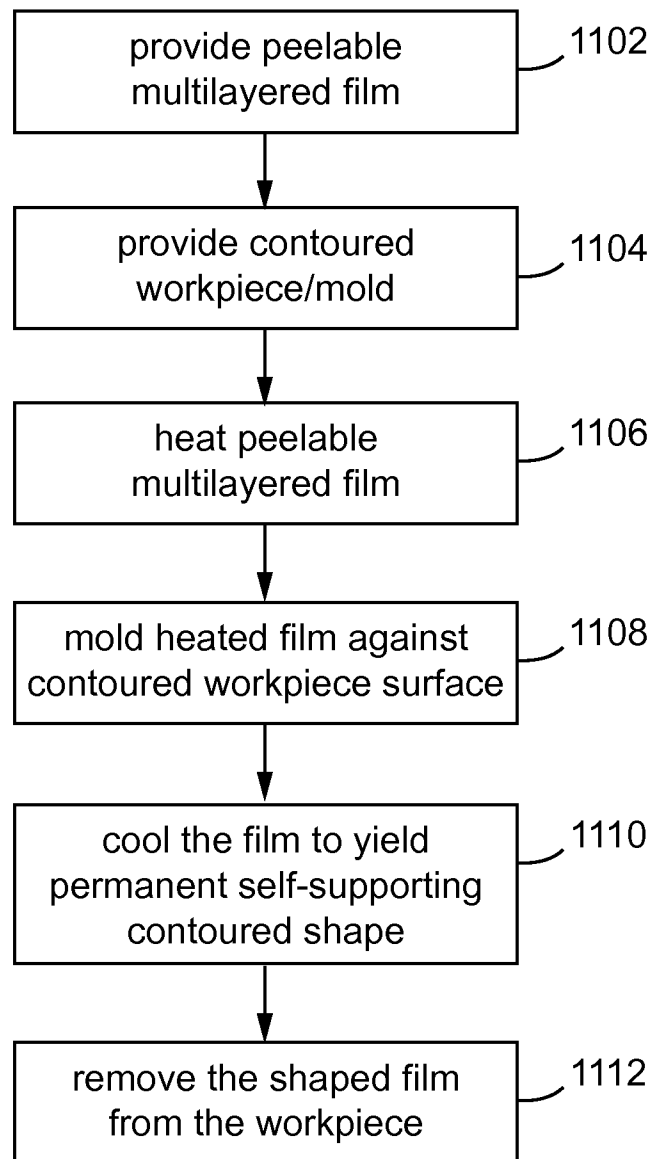 provide peelable
multilayered film
1102
provide contoured
workpiece/mold
1104
heat peelable
multilayered film
1106
mold heated film against
contoured workpiece surface
1108
cool the film to yield
permanent self-supporting
contoured shape
1110
remove the shaped film
from the workpiece
1112